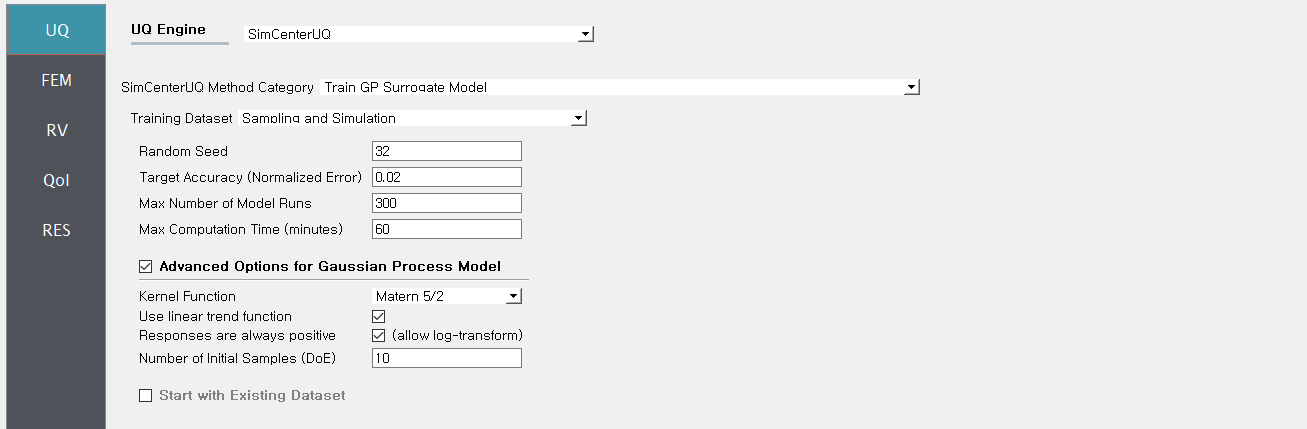 UQ
FEM
RV
QoI
RES
UQ Engine SimCenterUQ
SimCenterUQ Method Category Train GP Surrogate Model
Training Dataset Sampling and Simulation
Random Seed 32
Target Accuracy (Normalized Error) 0.02
Max Number of Model Runs 300
Max Computation Time (minutes) 60
Advanced Options for Gaussian Process Model
Kernel Function Matern 5/2
Use linear trend function
Responses are always positive (allow log-transform)
Number of Initial Samples (DoE) 10
Start with Existing Dataset